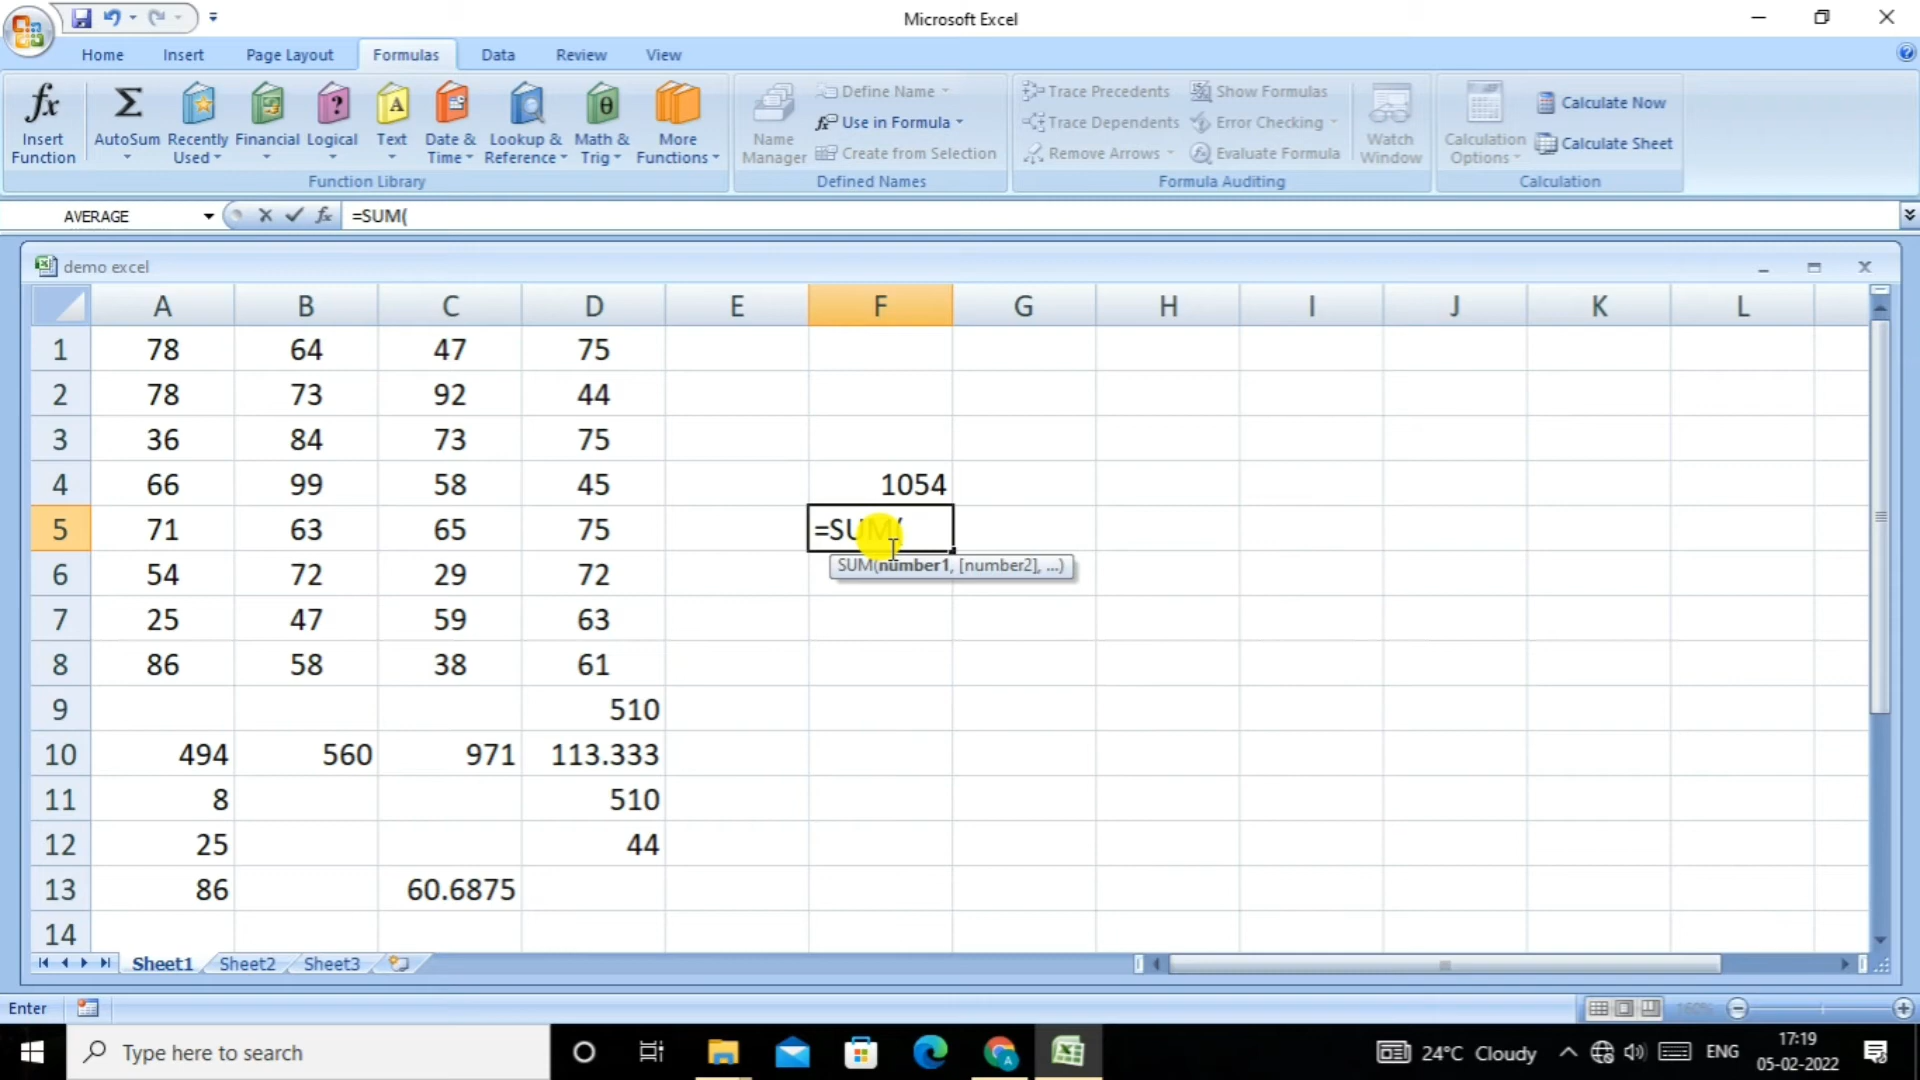 Microsoft Excel
Home Insert Page Layout Formulas Data Review View
Insert Function
AutoSum
Recently Used
Financial
Logical
Text
Date & Time
Lookup & Reference
Math & Trig
More Functions
Function Library
Name Manager
Define Name
Use in Formula
Create from Selection
Defined Names
Trace Precedents
Trace Dependents
Remove Arrows
Show Formulas
Error Checking
Evaluate Formula
Watch Window
Formula Auditing
Calculation Options
Calculate Now
Calculate Sheet
Calculation
AVERAGE fx =SUM(
demo excel
A B C D E F G H I J K L
1 78 64 47 75
2 78 73 92 44
3 36 84 73 75
4 66 99 58 45 1054
5 71 63 65 75 =SUM(
SUM(number1, [number2], ...)
6 54 72 29 72
7 25 47 59 63
8 86 58 38 61
9 510
10 494 560 971 113.333
11 8 510
12 25 44
13 86 60.6875
14
Sheet1 Sheet2 Sheet3
Enter 160%
Type here to search 24°C Cloudy ENG 17:19
05-02-2022